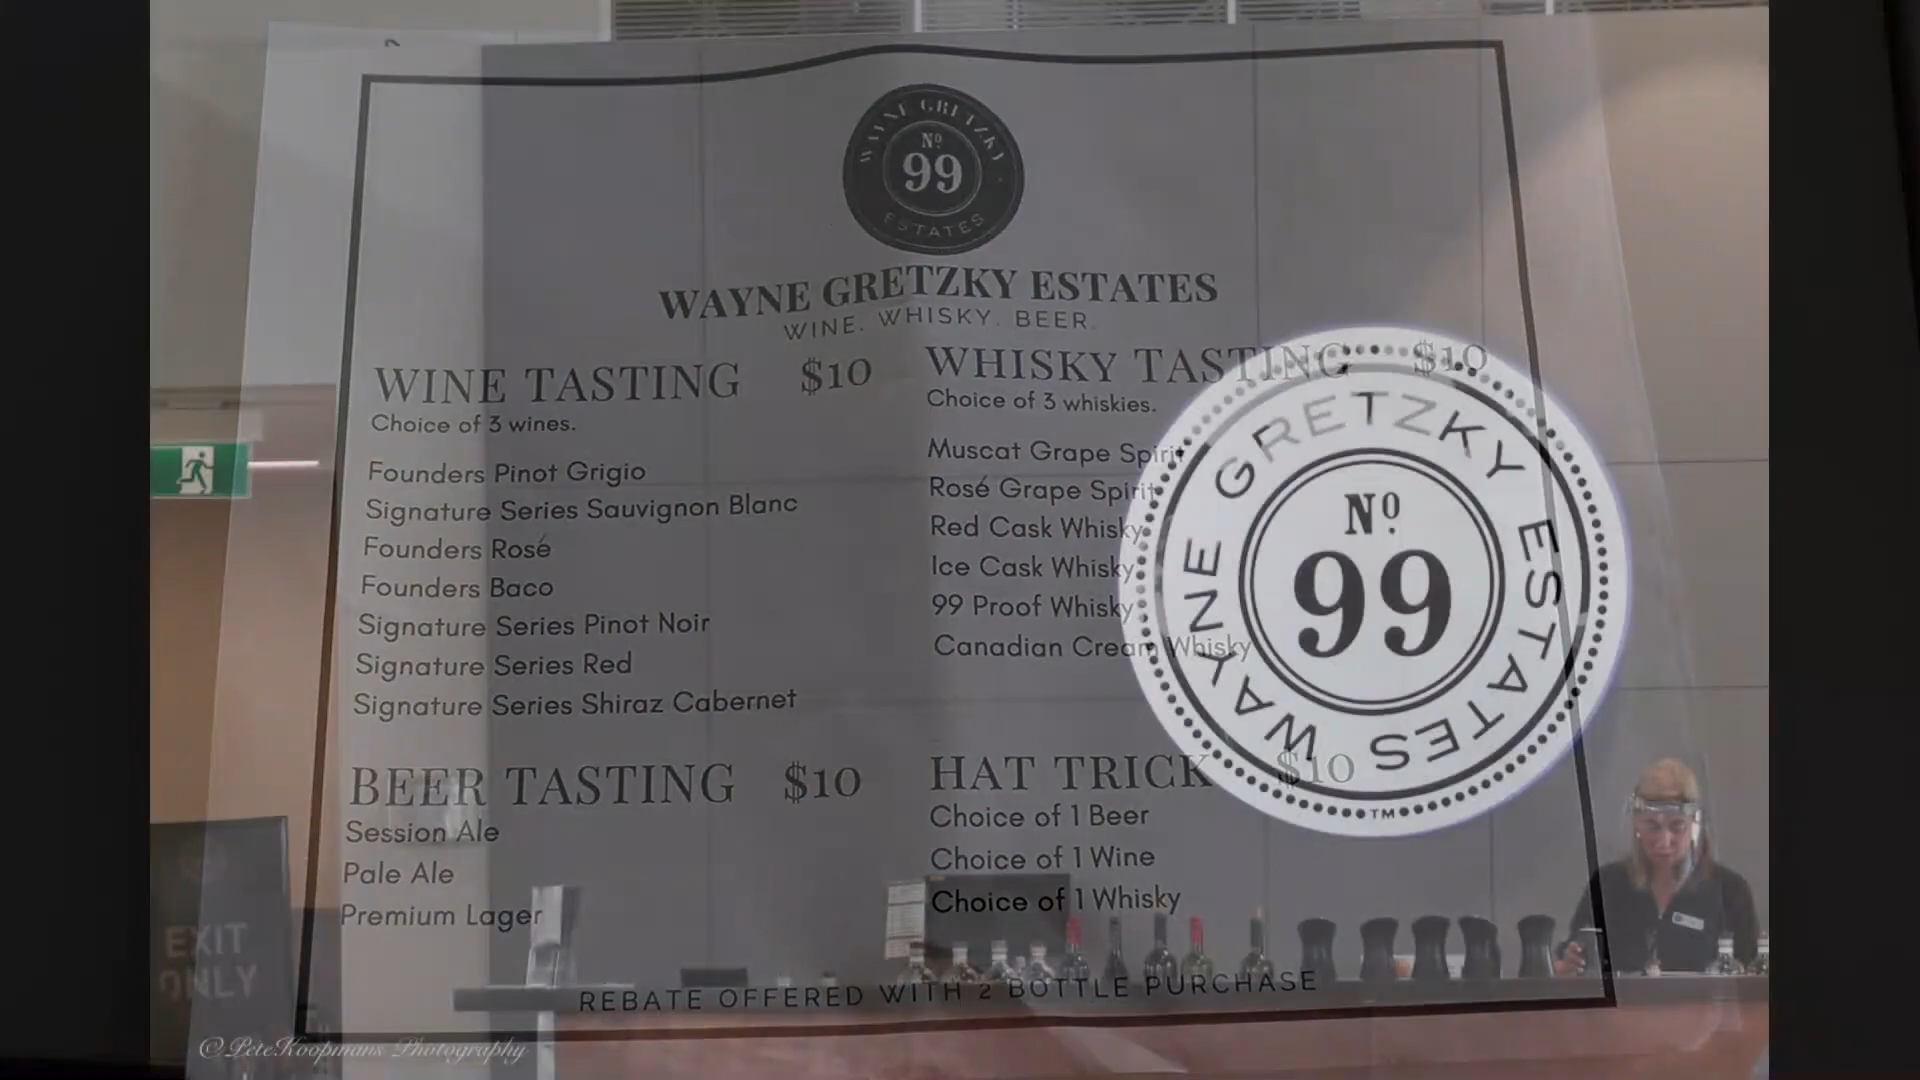 WAYNE GRETZKY
Nº
99
ESTATES
WAYNE GRETZKY ESTATES
WINE. WHISKY. BEER.
WINE TASTING $10
Choice of 3 wines.
Founders Pinot Grigio
Signature Series Sauvignon Blanc
Founders Rosé
Founders Baco
Signature Series Pinot Noir
Signature Series Red
Signature Series Shiraz Cabernet
WHISKY TASTING $10
Choice of 3 whiskies.
Muscat Grape Spirit
Rosé Grape Spirit
Red Cask Whisky
Ice Cask Whisky
99 Proof Whisky
Canadian Cream Whisky
WAYNE GRETZKY ESTATES
Nº
99
TM
BEER TASTING $10
Session Ale
Pale Ale
Premium Lager
HAT TRICK $10
Choice of 1 Beer
Choice of 1 Wine
Choice of 1 Whisky
REBATE OFFERED WITH 2 BOTTLE PURCHASE
EXIT
ONLY
©PeteKoopmans Photography